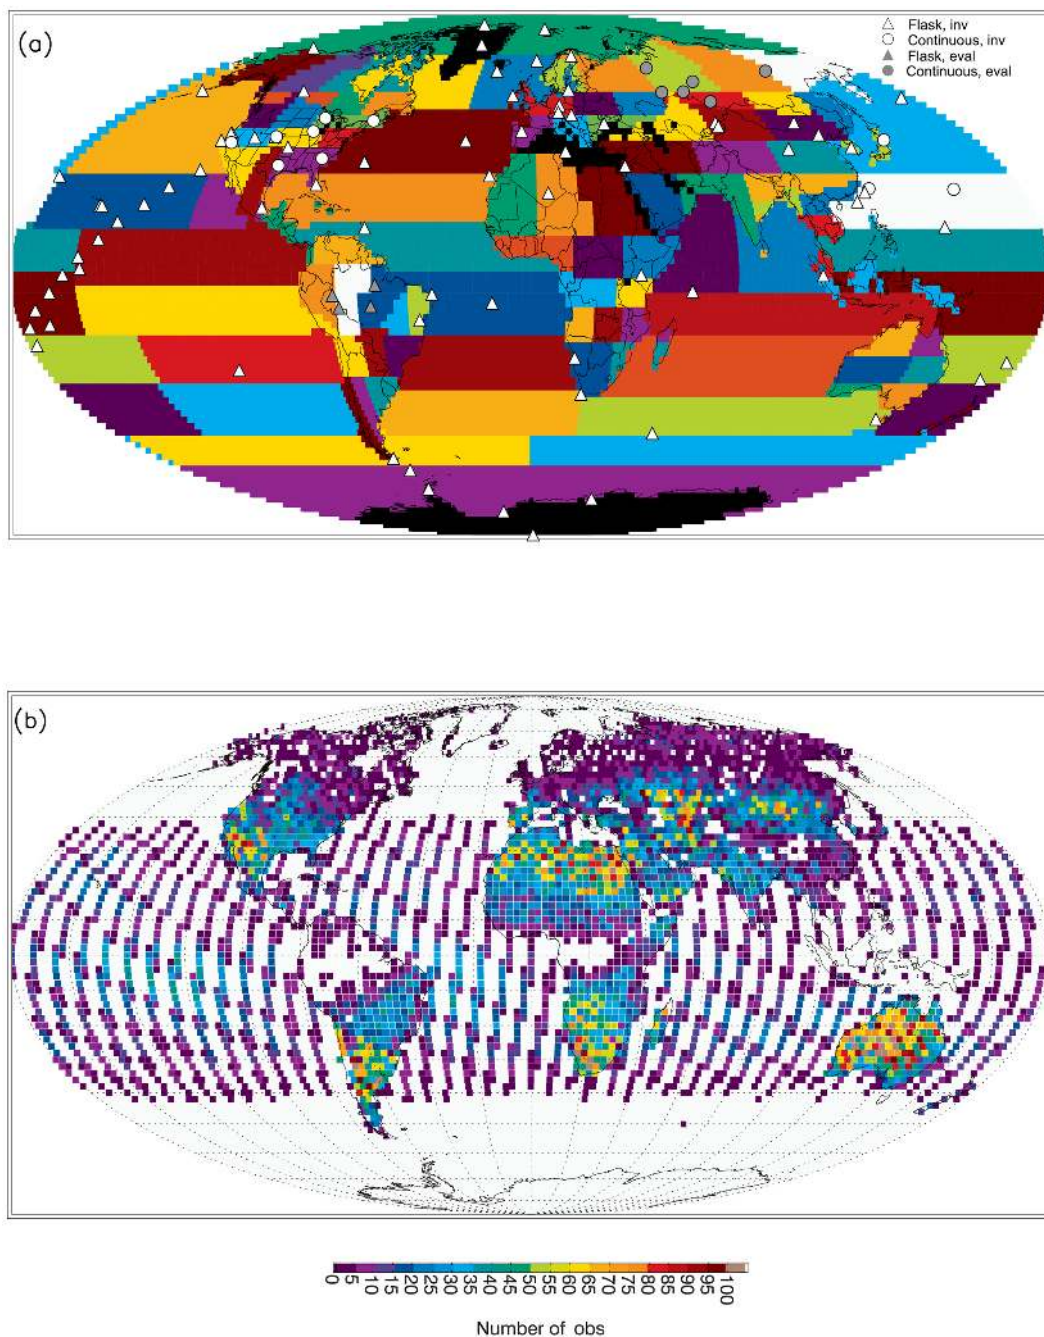 (a)
Flask, inv
Continuous, inv
Flask, eval
Continuous, eval
(b)
0 5 10 15 20 25 30 35 40 45 50 55 60 65 70 75 80 85 90 95 100
Number of obs